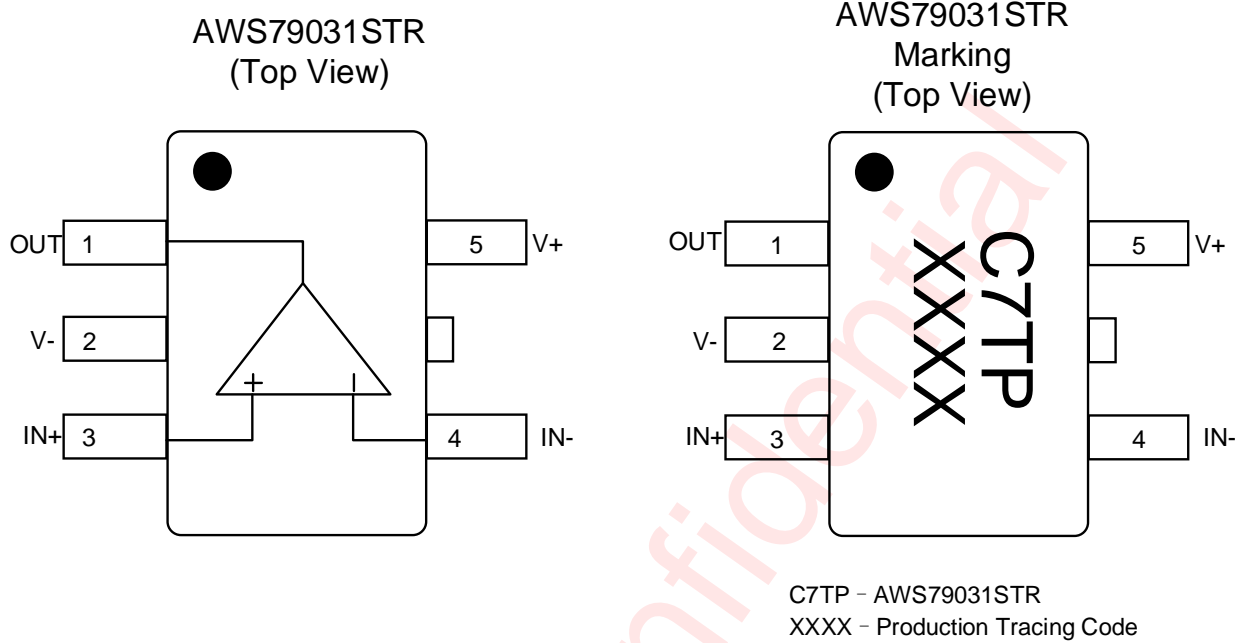 AWS79031STR
(Top View)
OUT 1
5 V+
V- 2
+ −
IN+ 3
4 IN-
AWS79031STR
Marking
(Top View)
OUT 1
5 V+
V- 2
IN+ 3
4 IN-
C7TP
XXXX
C7TP - AWS79031STR
XXXX - Production Tracing Code